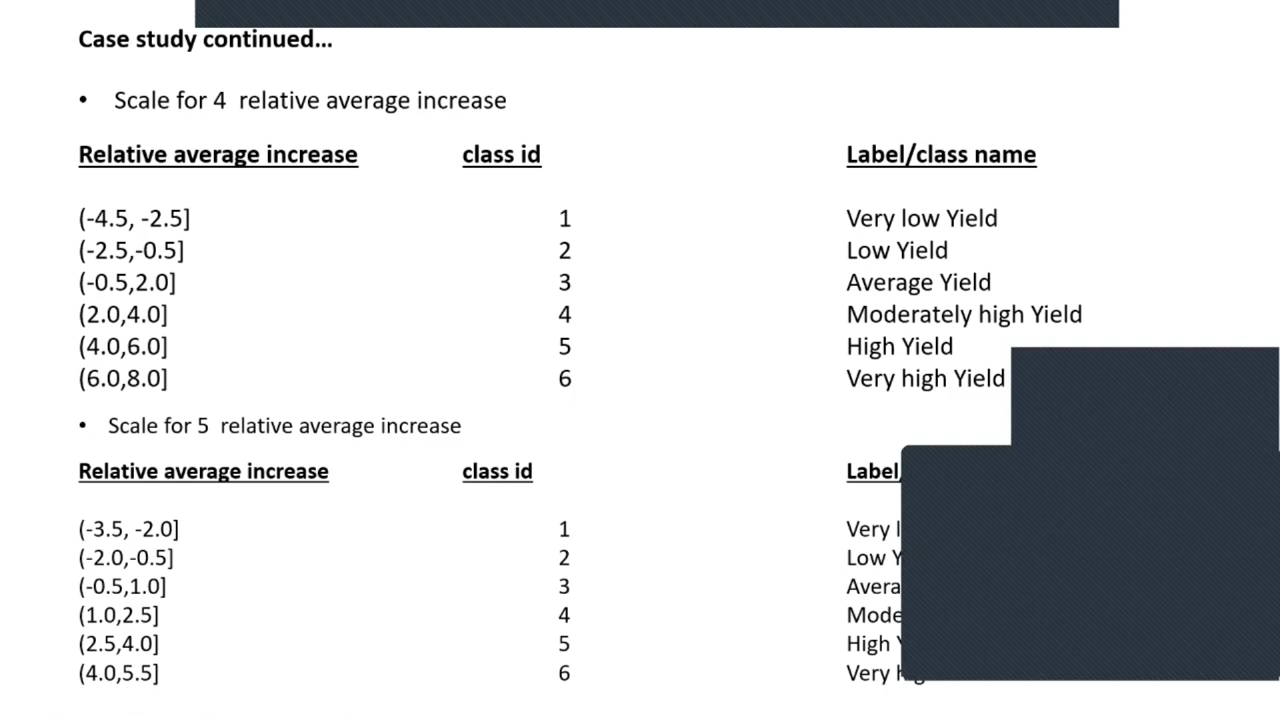 Case study continued...
• Scale for 4 relative average increase
Relative average increase class id Label/class name
(-4.5, -2.5] 1 Very low Yield
(-2.5,-0.5] 2 Low Yield
(-0.5,2.0] 3 Average Yield
(2.0,4.0] 4 Moderately high Yield
(4.0,6.0] 5 High Yield
(6.0,8.0] 6 Very high Yield
• Scale for 5 relative average increase
Relative average increase class id Label/
(-3.5, -2.0] 1 Very
(-2.0,-0.5] 2 Low
(-0.5,1.0] 3
(1.0,2.5] 4
(2.5,4.0] 5 High
(4.0,5.5] 6 Very